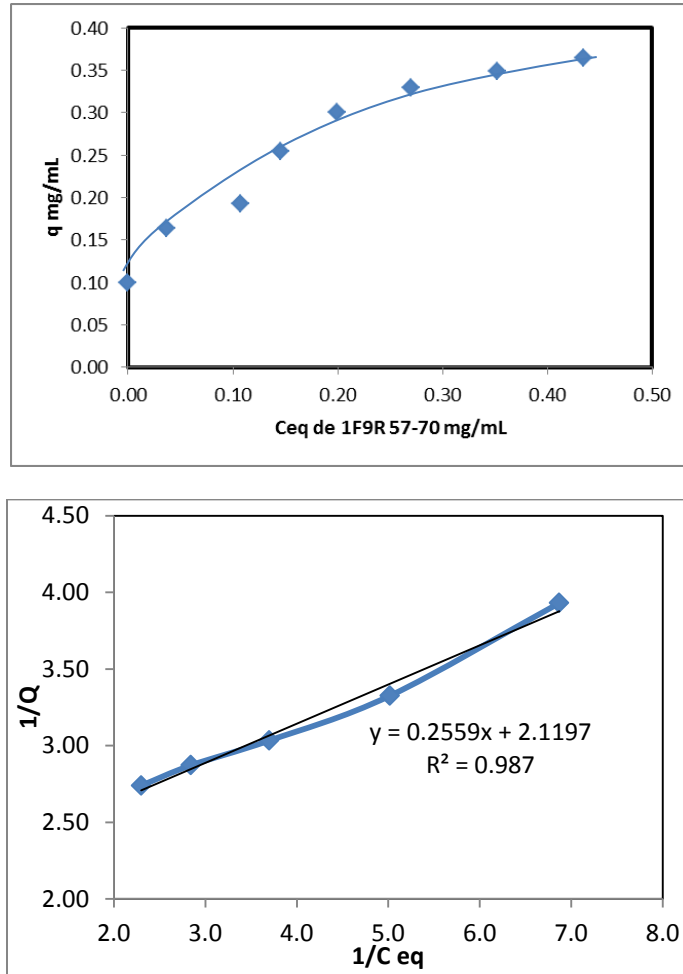 0.40
0.35
0.30
0.25
0.20
0.15
0.10
0.05
0.00
q mg/mL
0.00 0.10 0.20 0.30 0.40 0.50
Ceq de 1F9R 57-70 mg/mL
4.50
4.00
3.50
3.00
2.50
2.00
1/Q
y = 0.2559x + 2.1197
R² = 0.987
2.0 3.0 4.0 5.0 6.0 7.0 8.0
1/C eq